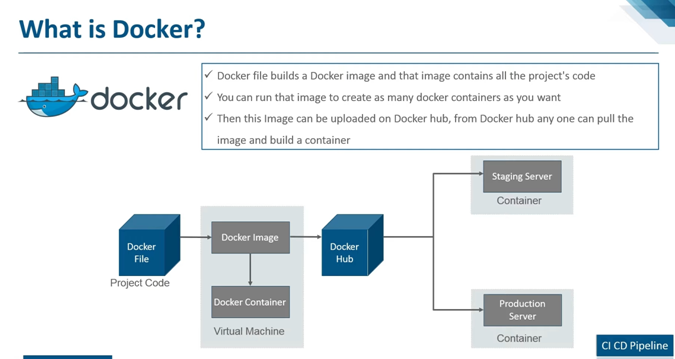 What is Docker?
docker
✓ Docker file builds a Docker image and that image contains all the project's code
✓ You can run that image to create as many docker containers as you want
✓ Then this Image can be uploaded on Docker hub, from Docker hub any one can pull the
image and build a container
Staging Server
Container
Docker
File
Project Code
Docker Image
Docker Container
Virtual Machine
Docker
Hub
Production
Server
Container
CI CD Pipeline